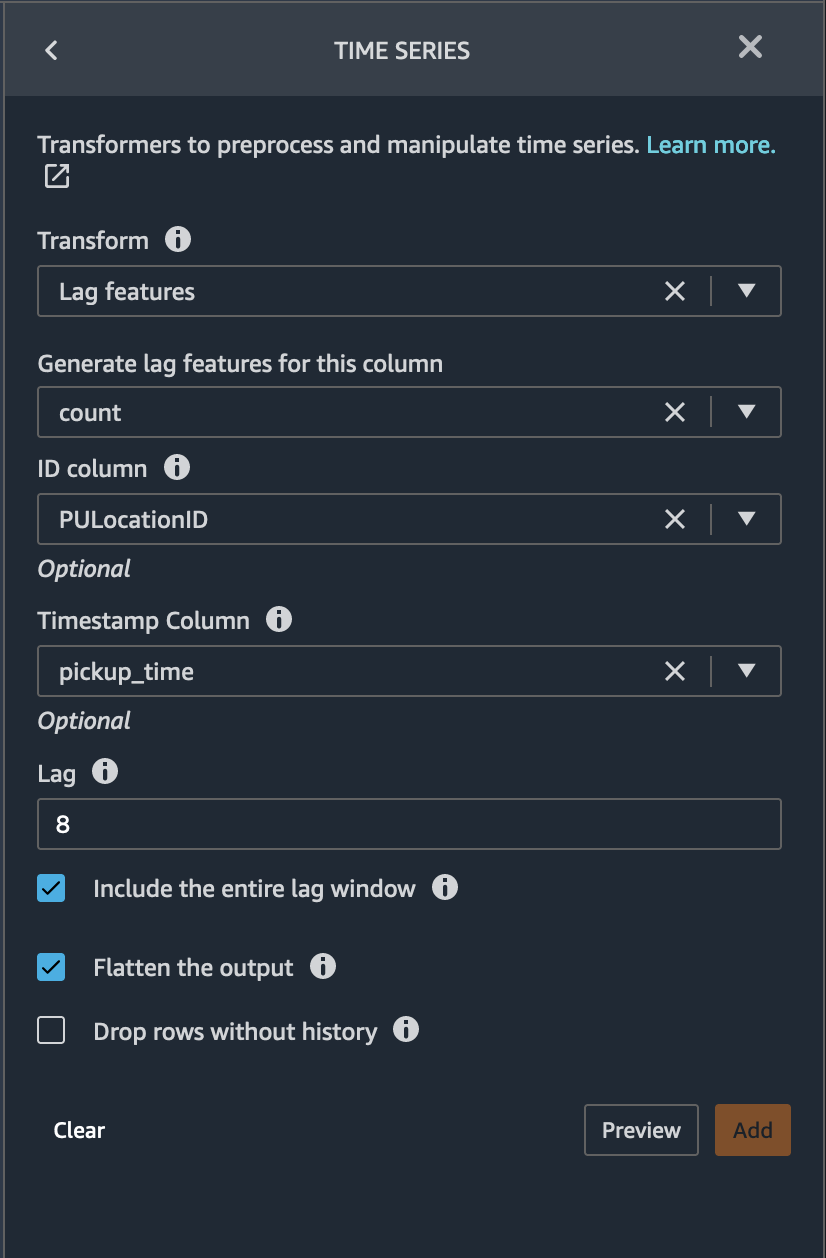 TIME SERIES
Transformers to preprocess and manipulate time series. Learn more.
Transform
Lag features
Generate lag features for this column
count
ID column
PULocationID
Optional
Timestamp Column
pickup_time
Optional
Lag
8
Include the entire lag window
Flatten the output
Drop rows without history
Clear Preview Add